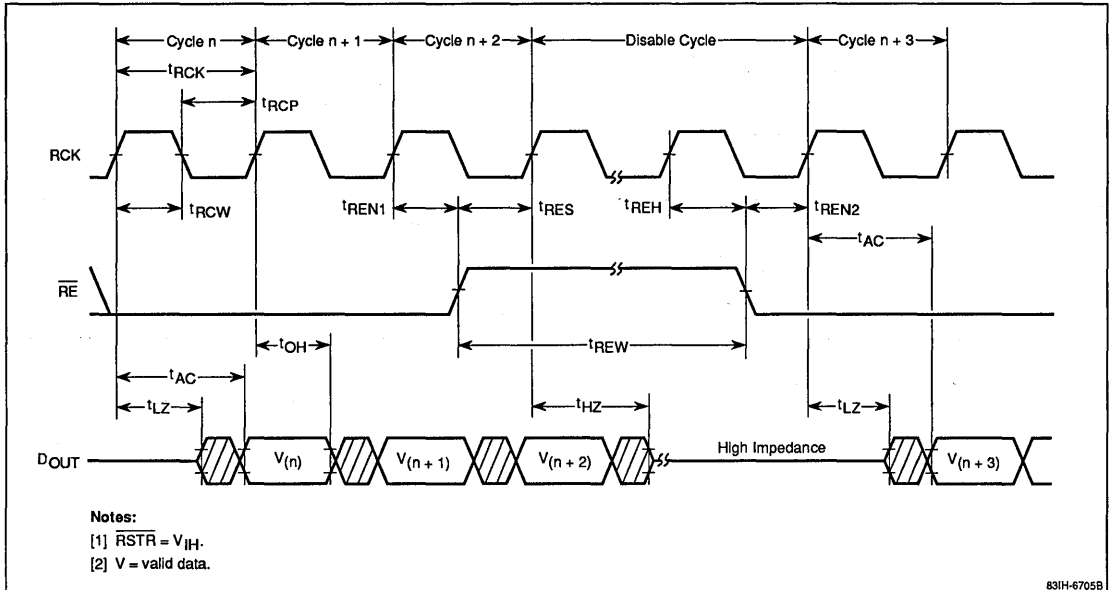 Cycle n Cycle n + 1 Cycle n + 2 Disable Cycle Cycle n + 3
tRCK
tRCP
RCK
tRCW tREN1 tRES tREH tREN2
tAC
RE
tOH tREW
tAC
tLZ tHZ tLZ
DOUT V(n) V(n + 1) V(n + 2) High Impedance V(n + 3)
Notes:
[1] RSTR = VIH.
[2] V = valid data.
83IH-6705B